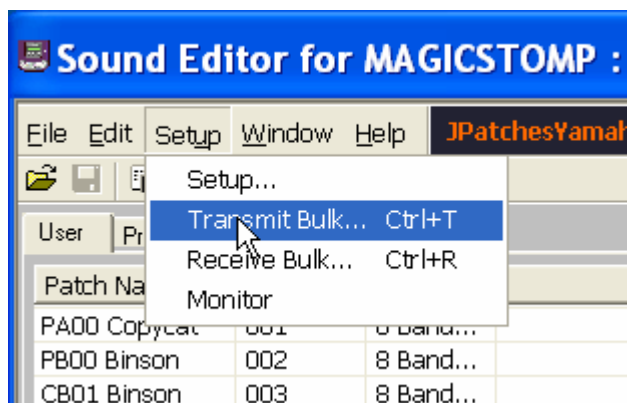 Sound Editor for MAGICSTOMP :
File Edit Setup Window Help JPatchesYamah
Setup...
Transmit Bulk... Ctrl+T
User Pr
Receive Bulk... Ctrl+R
Patch Na
Monitor
PA00 Copycat 001 8 Band...
PB00 Binson 002 8 Band...
CB01 Binson 003 8 Band...